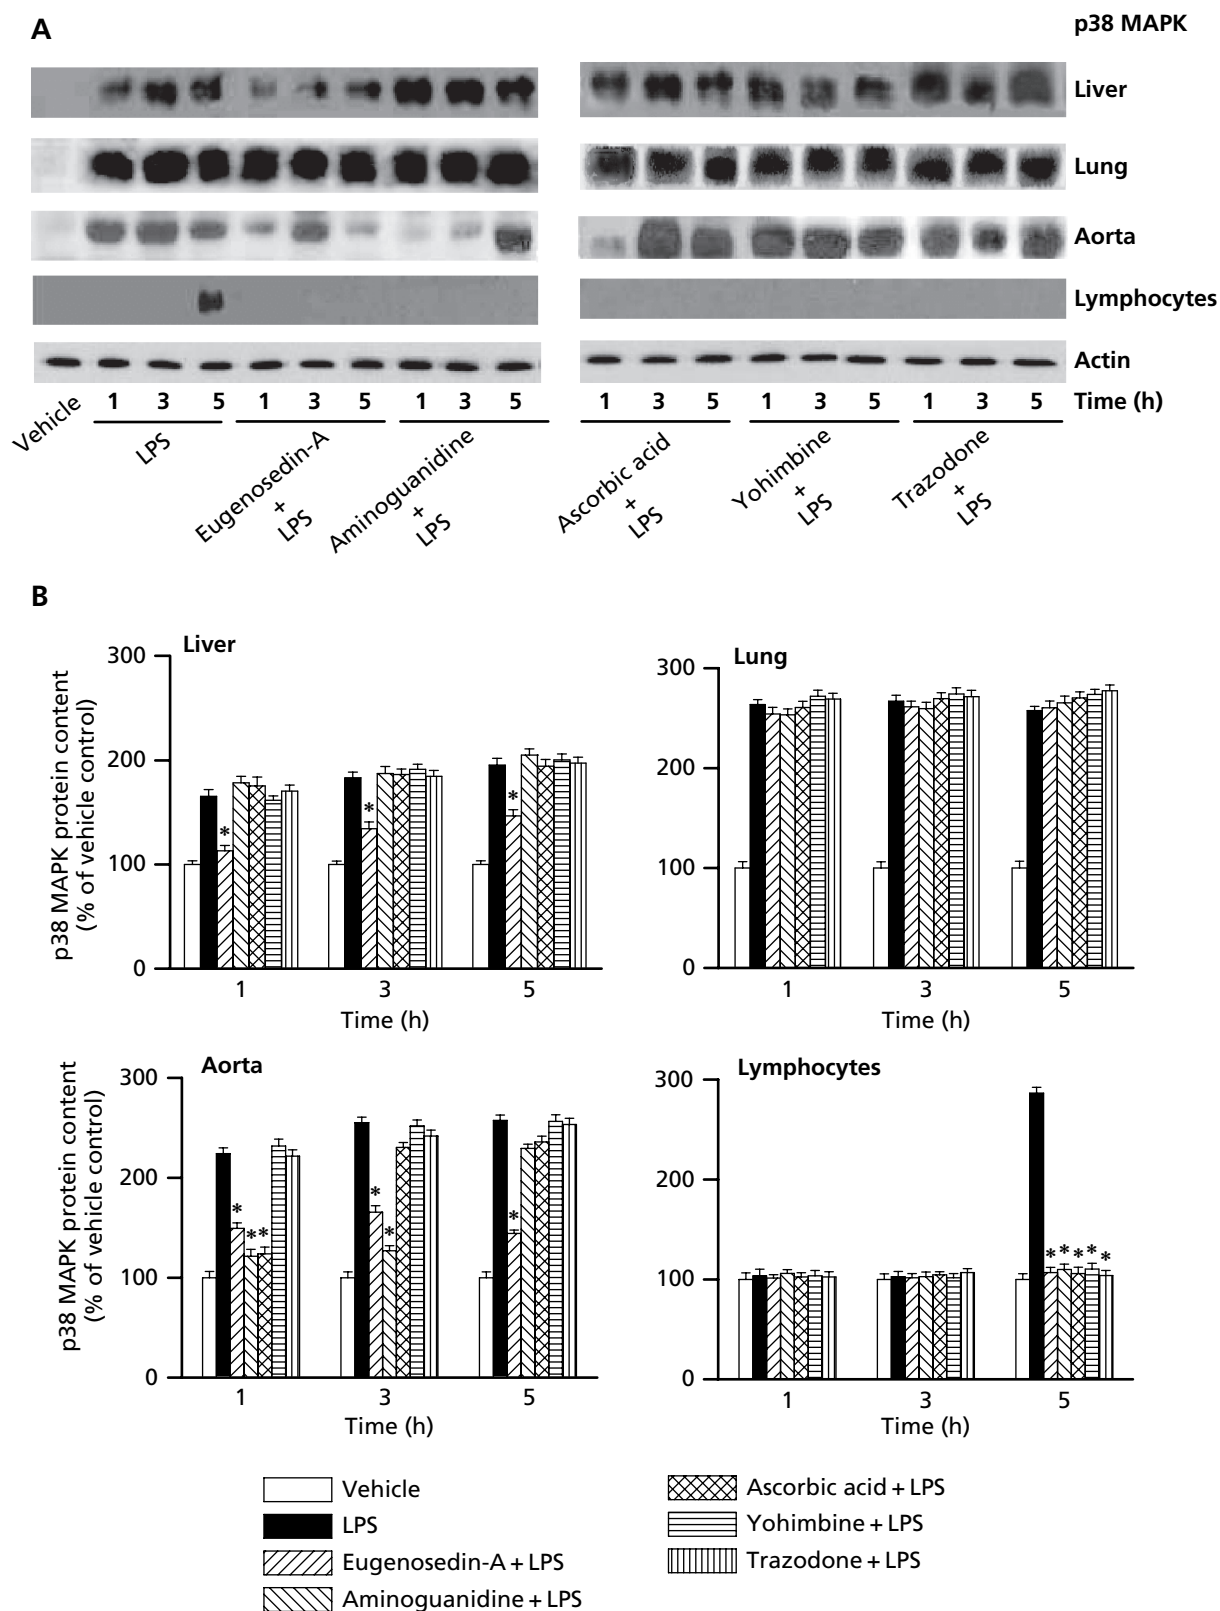 A
p38 MAPK
Liver
Lung
Aorta
Lymphocytes
Actin
1 3 5 1 3 5 1 3 5 1 3 5 1 3 5 1 3 5 Time (h)
Vehicle
LPS
Eugenosedin-A
+
LPS
Aminoguanidine
+
LPS
Ascorbic acid
+
LPS
Yohimbine
+
LPS
Trazodone
+
LPS
B
Liver
p38 MAPK protein content
(% of vehicle control)
300
200
100
0
*
*
*
1 3 5
Time (h)
Lung
300
200
100
0
1 3 5
Time (h)
Aorta
p38 MAPK protein content
(% of vehicle control)
300
200
100
0
* * *
* *
*
1 3 5
Time (h)
Lymphocytes
300
200
100
0
* * * * *
1 3 5
Time (h)
Vehicle
LPS
Eugenosedin-A + LPS
Aminoguanidine + LPS
Ascorbic acid + LPS
Yohimbine + LPS
Trazodone + LPS